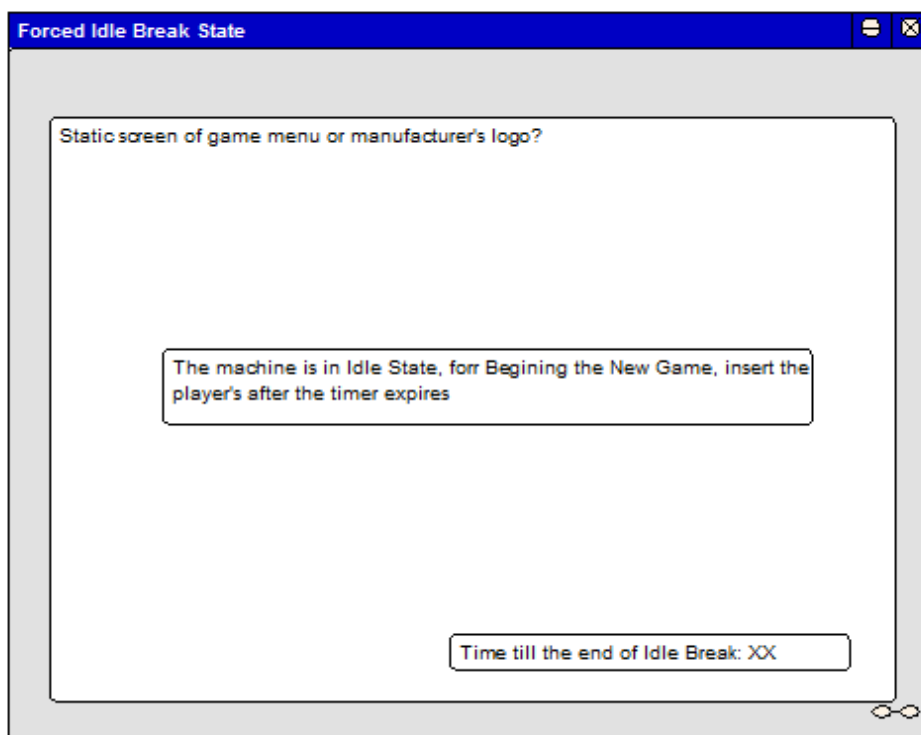 Forced Idle Break State
Static screen of game menu or manufacturer's logo?
The machine is in Idle State, forr Begining the New Game, insert the
player's after the timer expires
Time till the end of Idle Break: XX